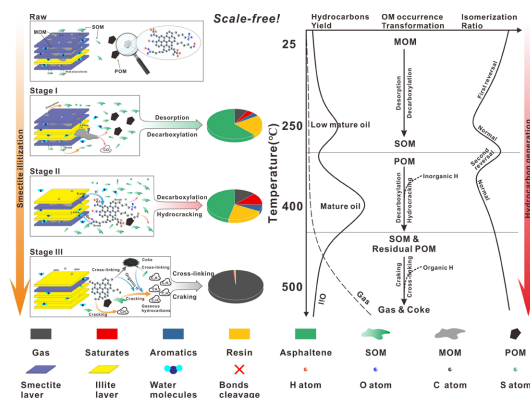 Raw
MOM
SOM
POM
Scale-free!
Stage I
Desorption
Decarboxylation
Stage II
Decarboxylation
Hydrocracking
Stage III
Coke
Cross-linking
Cross-linking
Cracking
Gaseous
hydrocarbons
Cracking
Cross-linking
Craking
Smectite illitization
Hydrocarbons
Yield
OM occurrence
Transformation
Isomerization
Ratio
Temperature(℃)
25
250
400
500
Low mature oil
Mature oil
Oil
Gas
MOM
Desorption
Decarboxylation
SOM
POM
Decarboxylation
Hydrocracking
Inorganic H
SOM &
Residual POM
Craking
Cross-linking
Organic H
Gas & Coke
First reversal
Normal
Second
reversal
Normal
Hydrocarbon generation
Gas
Saturates
Aromatics
Resin
Asphaltene
SOM
MOM
POM
Smectite
layer
Illite
layer
Water
molecules
Bonds
cleavage
H atom
O atom
C atom
S atom